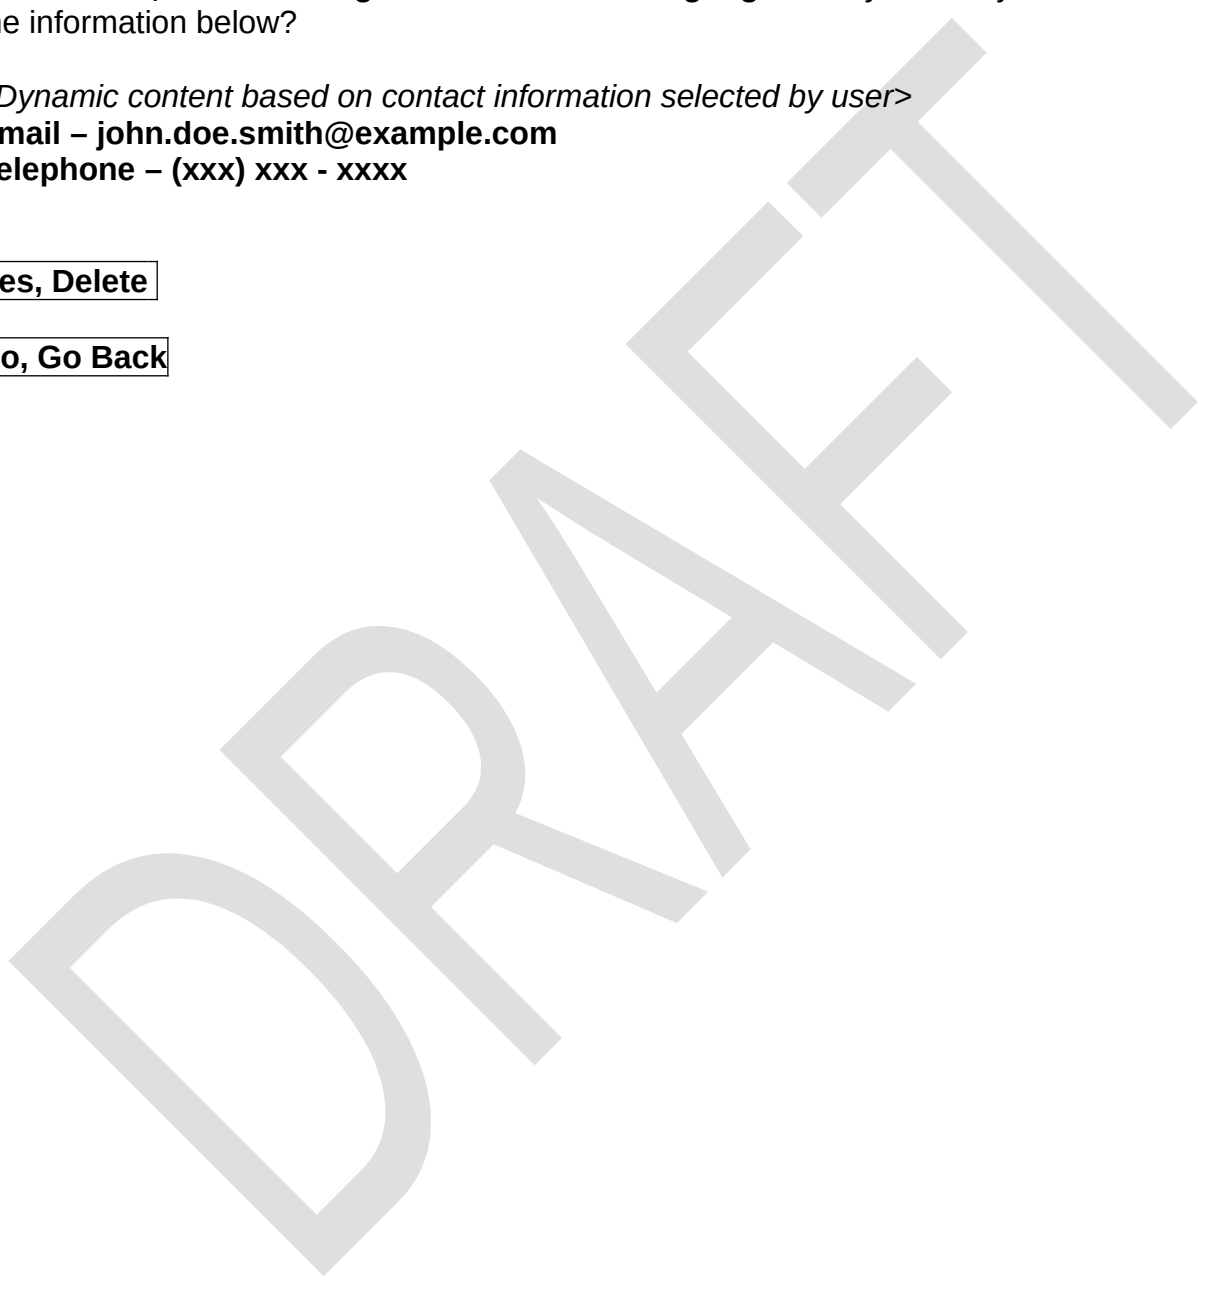 e information below?
Dynamic content based on contact information selected by user>
mail – john.doe.smith@example.com
elephone – (xxx) xxx - xxxx
es, Delete
o, Go Back
DRAFT